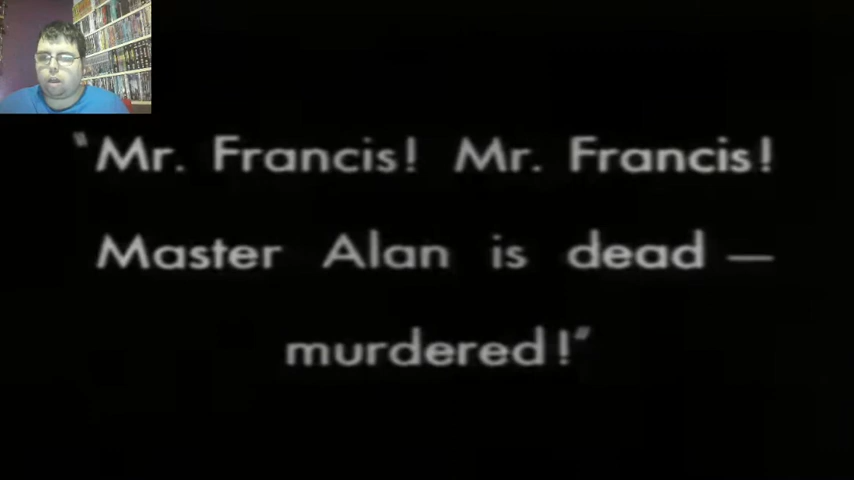 "Mr. Francis! Mr. Francis!
Master Alan is dead —
murdered!"